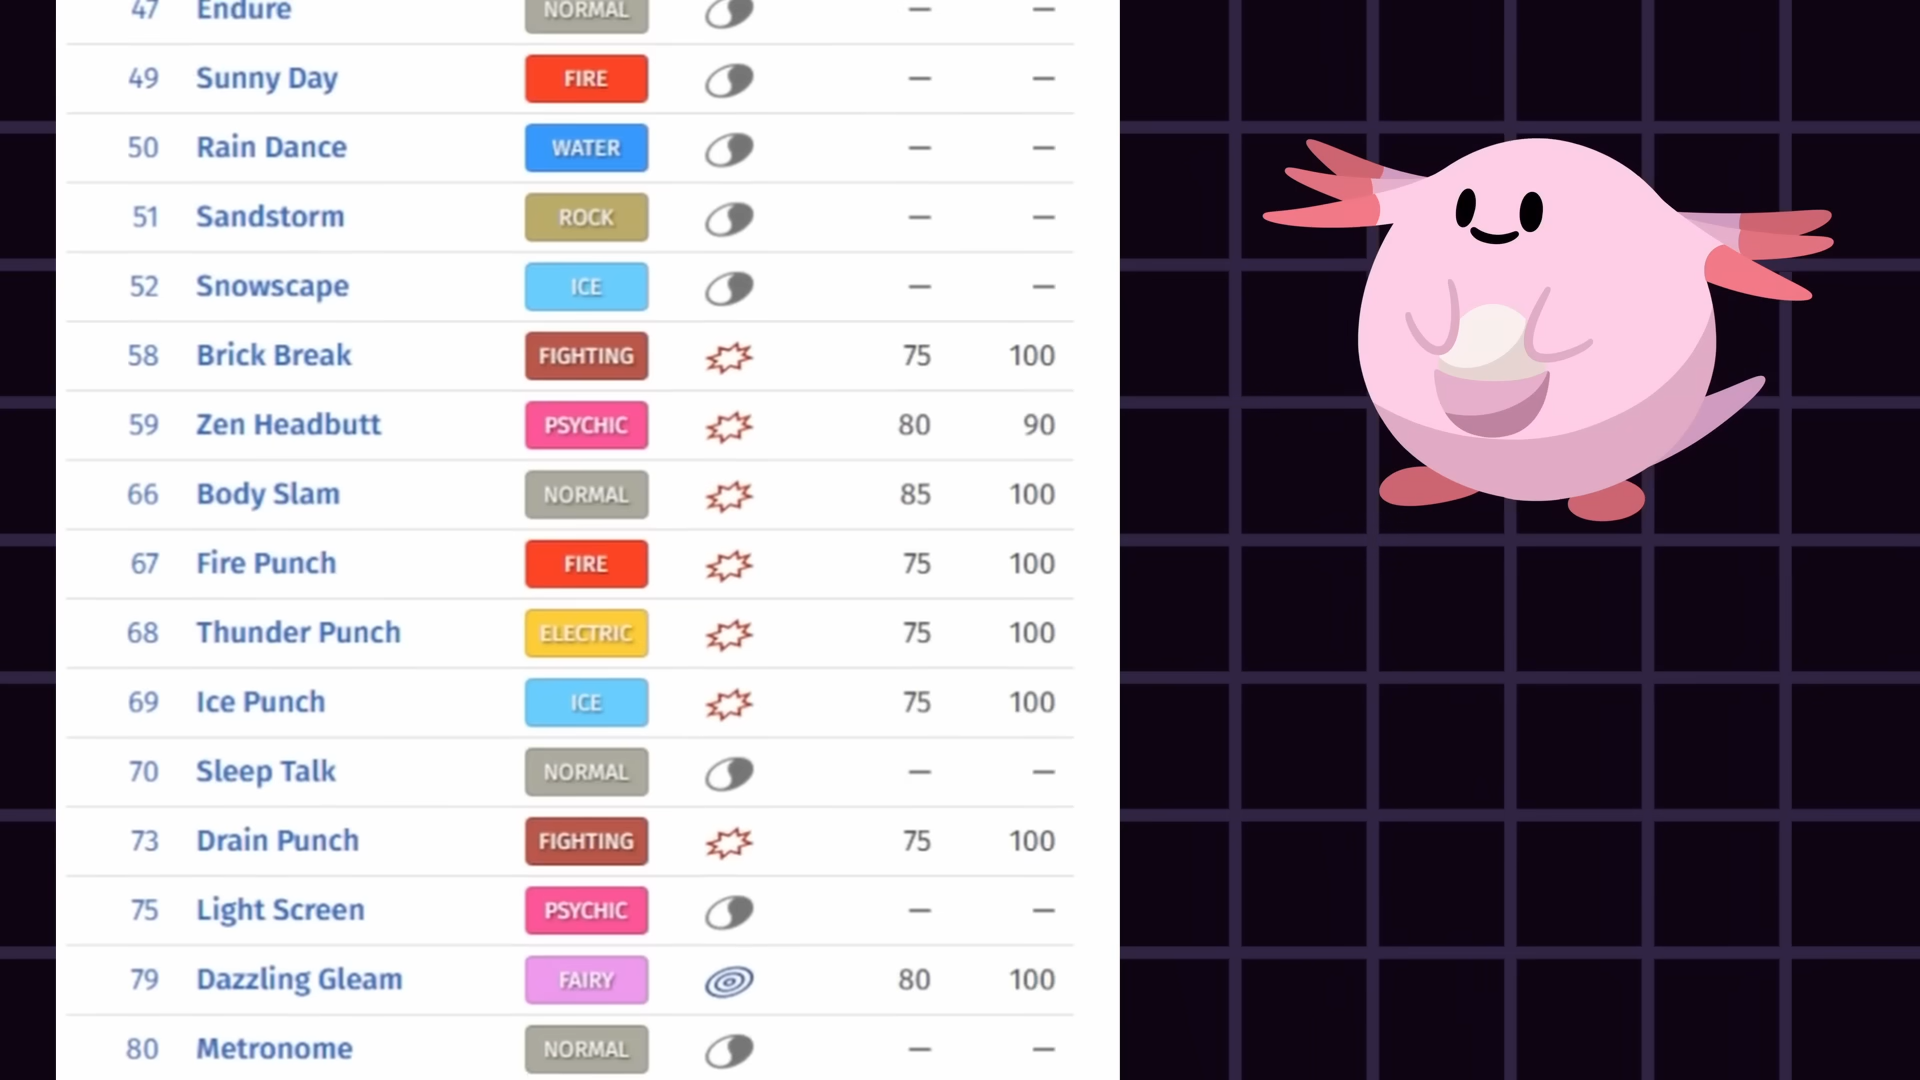 47 Endure NORMAL — —
49 Sunny Day FIRE — —
50 Rain Dance WATER — —
51 Sandstorm ROCK — —
52 Snowscape ICE — —
58 Brick Break FIGHTING 75 100
59 Zen Headbutt PSYCHIC 80 90
66 Body Slam NORMAL 85 100
67 Fire Punch FIRE 75 100
68 Thunder Punch ELECTRIC 75 100
69 Ice Punch ICE 75 100
70 Sleep Talk NORMAL — —
73 Drain Punch FIGHTING 75 100
75 Light Screen PSYCHIC — —
79 Dazzling Gleam FAIRY 80 100
80 Metronome NORMAL — —